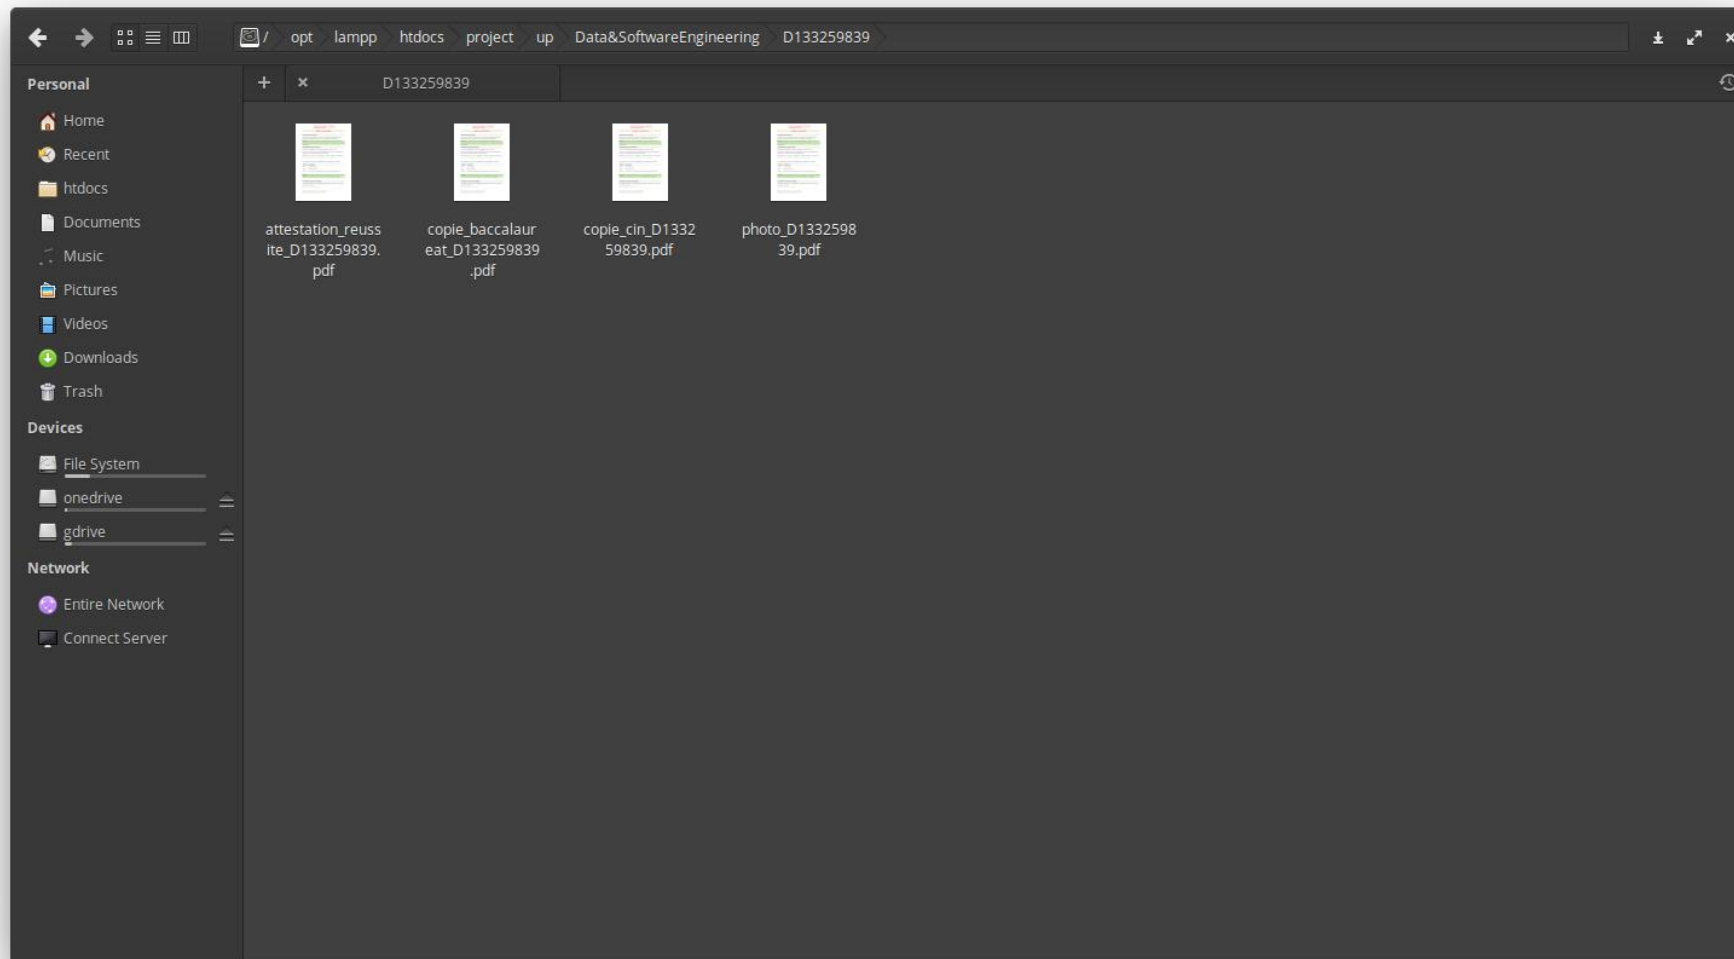 / opt lampp htdocs project up Data&SoftwareEngineering D133259839
Personal
Home
Recent
htdocs
Documents
Music
Pictures
Videos
Downloads
Trash
Devices
File System
onedrive
gdrive
Network
Entire Network
Connect Server
D133259839
attestation_reuss
ite_D133259839.
pdf
copie_baccalaur
eat_D133259839
.pdf
copie_cin_D1332
59839.pdf
photo_D1332598
39.pdf